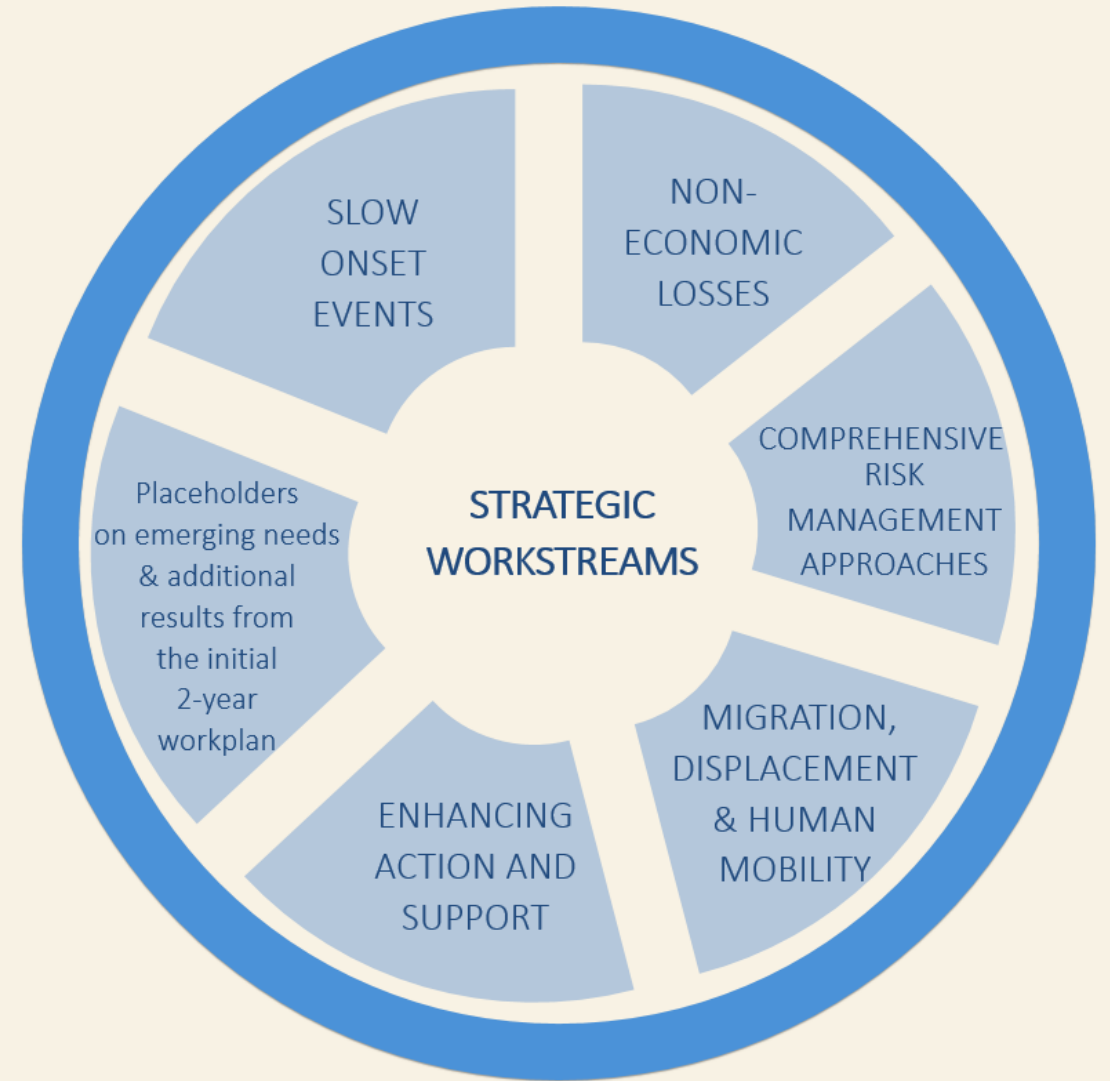 SLOW
ONSET
EVENTS
NON-
ECONOMIC
LOSSES
COMPREHENSIVE
RISK
MANAGEMENT
APPROACHES
STRATEGIC
WORKSTREAMS
Placeholders
on emerging needs
& additional
results from
the initial
2-year
workplan
MIGRATION,
DISPLACEMENT
& HUMAN
MOBILITY
ENHANCING
ACTION AND
SUPPORT